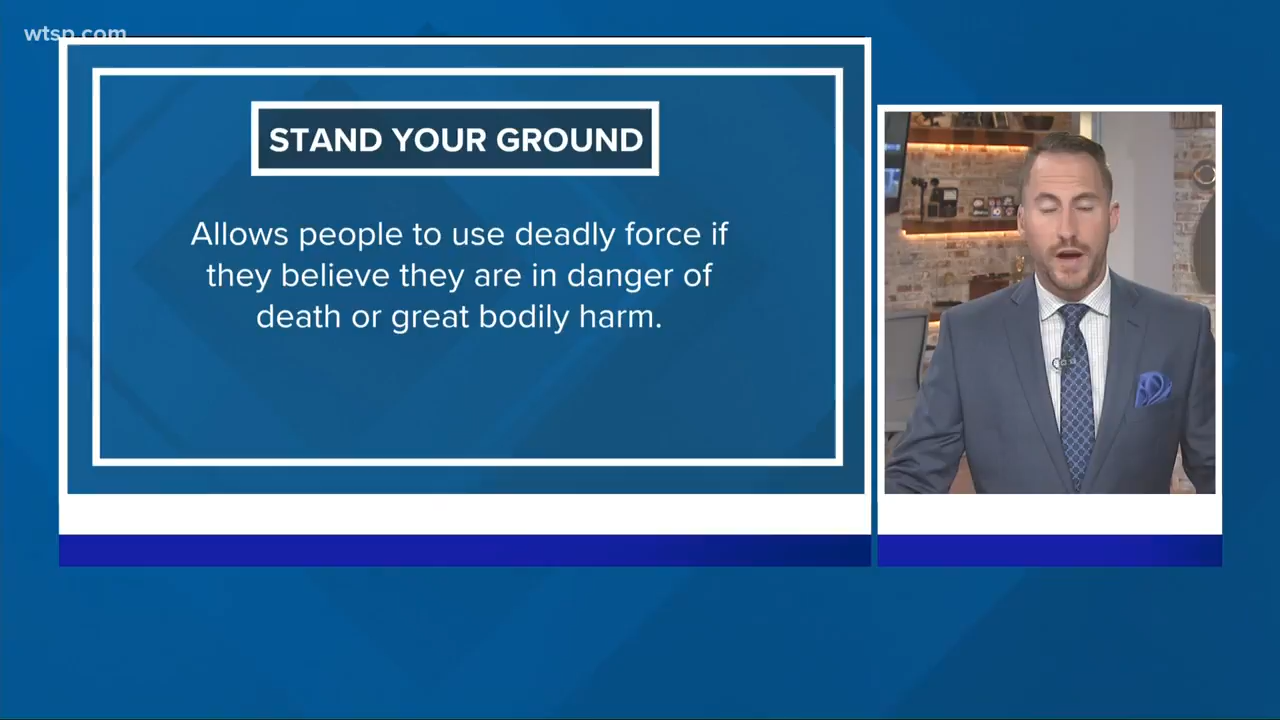 wtsp.com
STAND YOUR GROUND
Allows people to use deadly force if
they believe they are in danger of
death or great bodily harm.